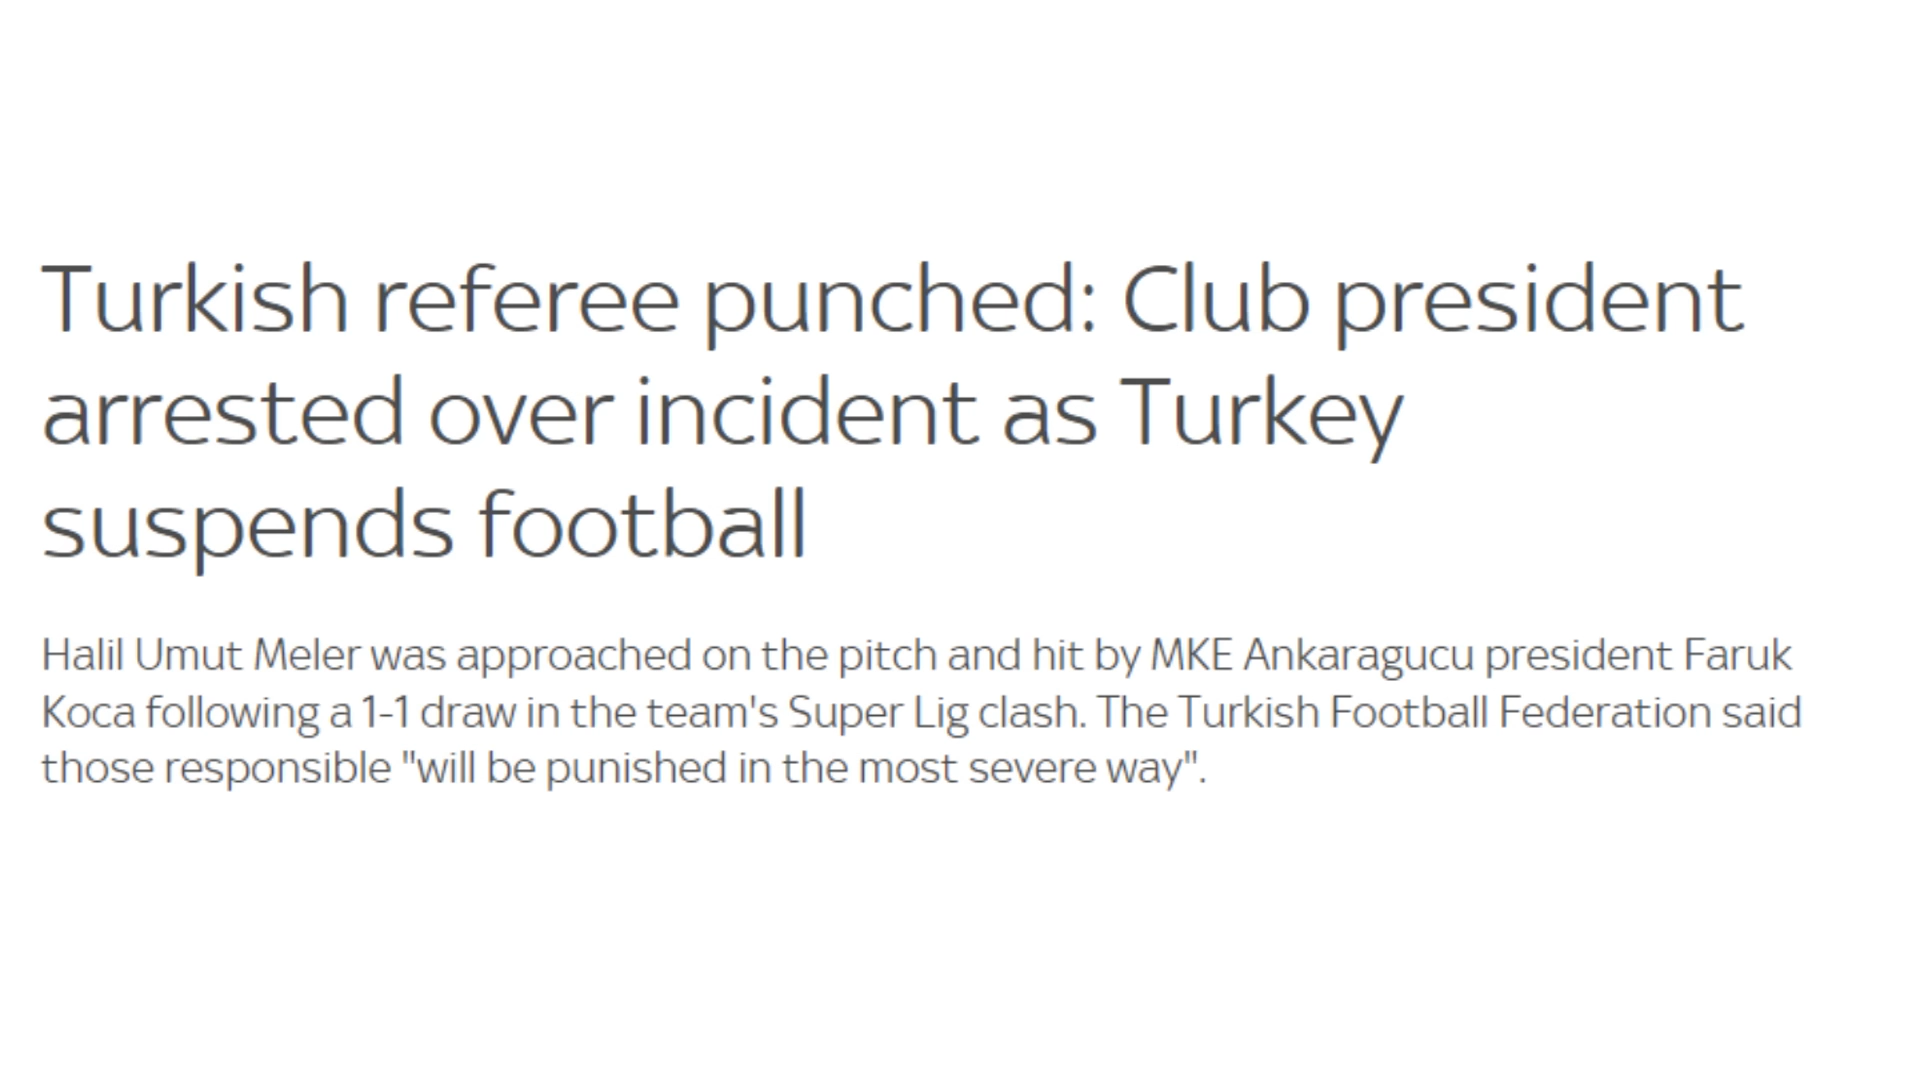 Turkish referee punched: Club president
arrested over incident as Turkey
suspends football
Halil Umut Meler was approached on the pitch and hit by MKE Ankaragucu president Faruk
Koca following a 1-1 draw in the team's Super Lig clash. The Turkish Football Federation said
those responsible "will be punished in the most severe way".